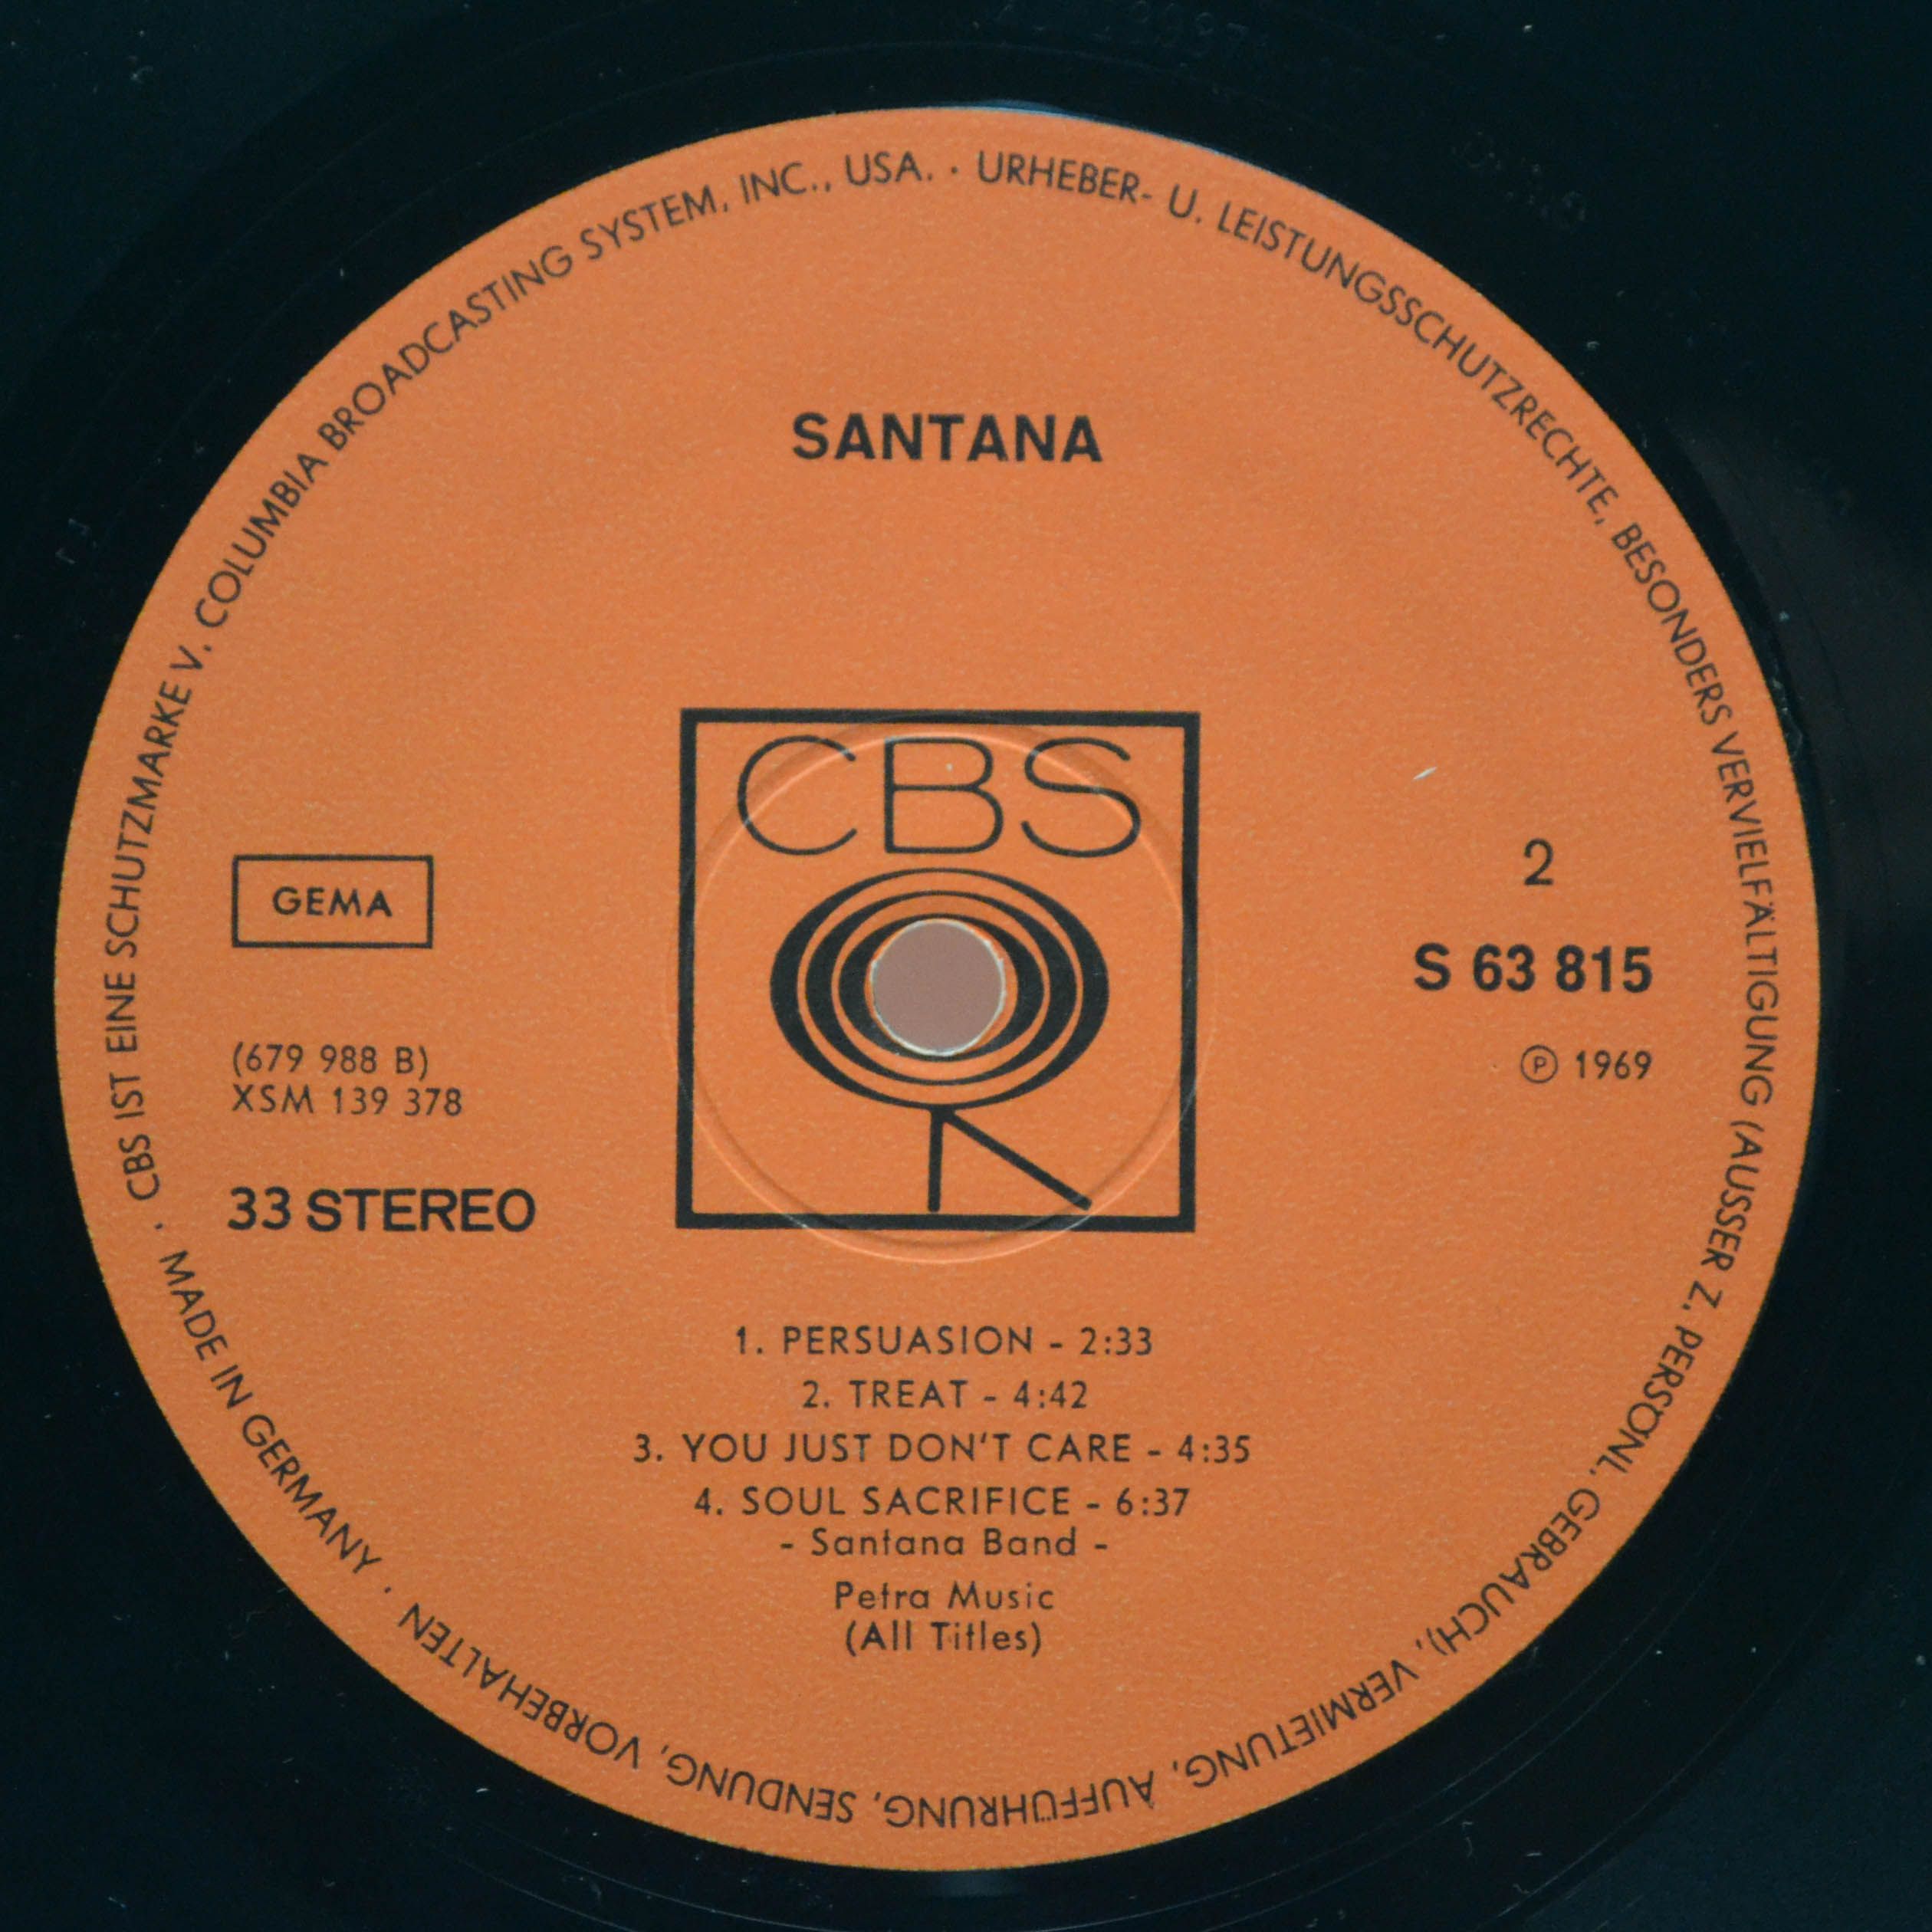 CBS IST EINE SCHUTZMARKE V. COLUMBIA BROADCASTING SYSTEM, INC., USA. · URHEBER- U. LEISTUNGSSCHUTZRECHTE, BESONDERS VERVIELFÄLTIGUNG (AUSSER Z. PERSÖNL. GEBRAUCH), VERMIETUNG, AUFFÜHRUNG, SENDUNG, VORBEHALTEN · MADE IN GERMANY ·
SANTANA
CBS
GEMA
(679 988 B)
XSM 139 378
33 STEREO
2
S 63 815
Ⓟ 1969
1. PERSUASION - 2:33
2. TREAT - 4:42
3. YOU JUST DON'T CARE - 4:35
4. SOUL SACRIFICE - 6:37
- Santana Band -
Petra Music
(All Titles)